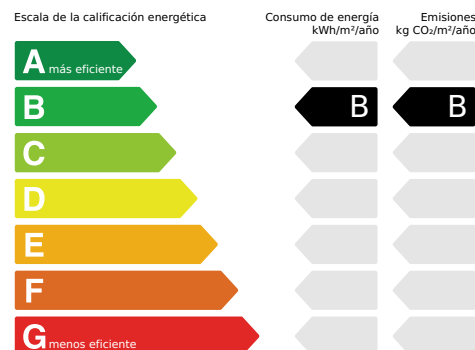 Escala de la calificación energética
Consumo de energía
kWh/m²/año
Emisiones
kg CO₂/m²/año
A más eficiente
B
B
B
C
D
E
F
G menos eficiente